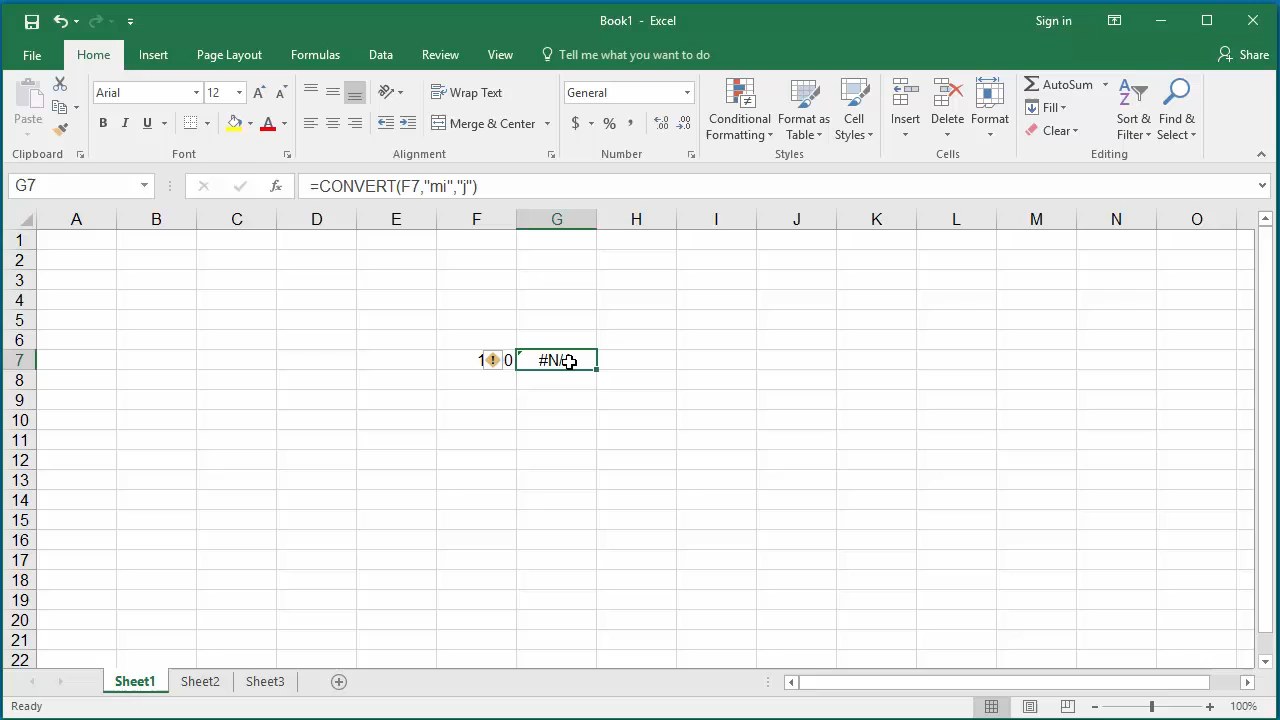 Book1 - Excel
Sign in
File Home Insert Page Layout Formulas Data Review View Tell me what you want to do Share
Paste
Arial 12
B I U A
Wrap Text
Merge & Center
General
$ % ,
Conditional Formatting
Format as Table
Cell Styles
Insert
Delete
Format
AutoSum
Fill
Clear
Sort & Filter
Find & Select
Clipboard Font Alignment Number Styles Cells Editing
G7 fx =CONVERT(F7,"mi","j")
A B C D E F G H I J K L M N O
1
2
3
4
5
6
7 #N/
8
9
10
11
12
13
14
15
16
17
18
19
20
21
22
Sheet1 Sheet2 Sheet3
Ready 100%